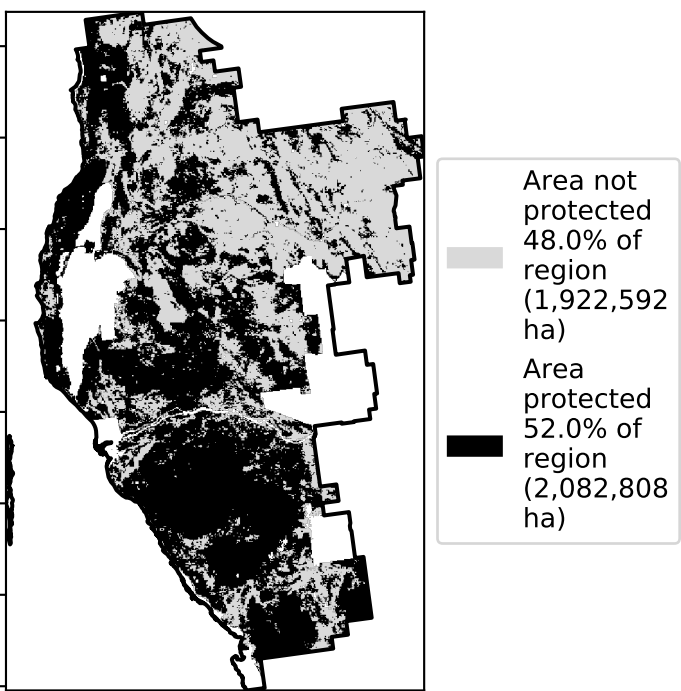 Area not
protected
48.0% of
region
(1,922,592
ha)
Area
protected
52.0% of
region
(2,082,808
ha)